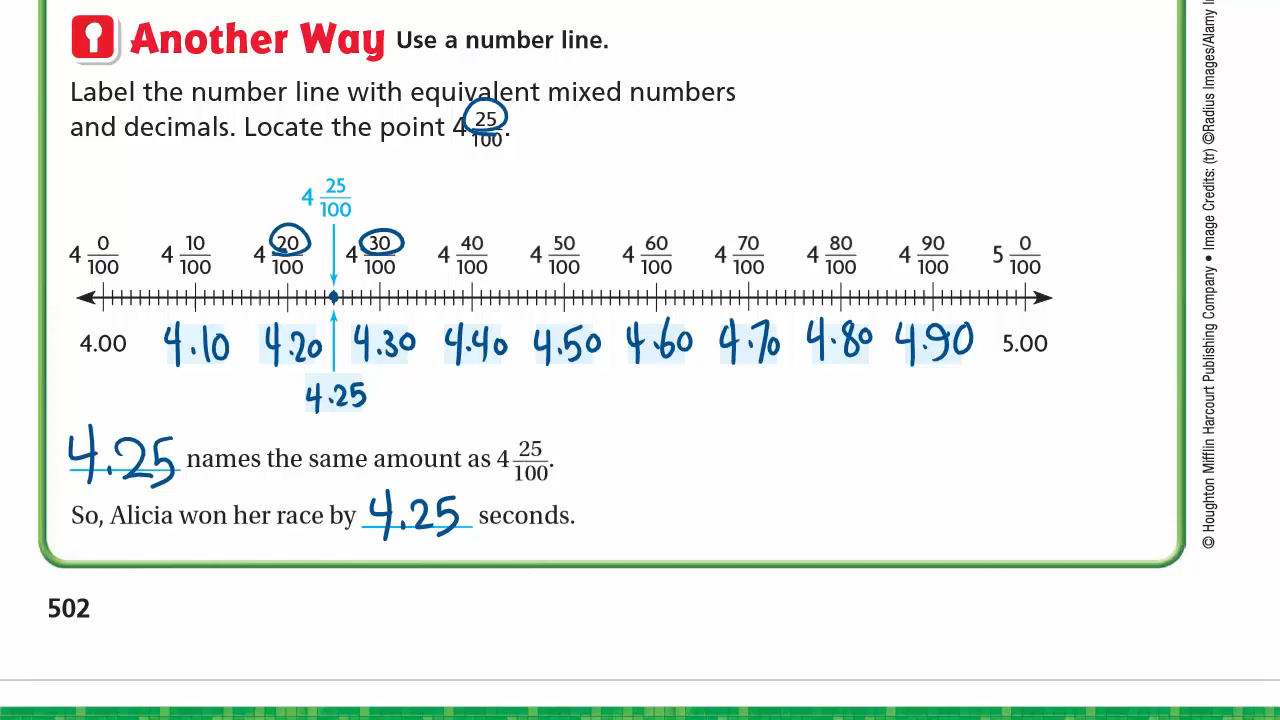 Another Way Use a number line.
Label the number line with equivalent mixed numbers
and decimals. Locate the point 4 25/100.
4 25/100
4 0/100 4 10/100 4 20/100 4 30/100 4 40/100 4 50/100 4 60/100 4 70/100 4 80/100 4 90/100 5 0/100
4.00 4.10 4.20 4.30 4.40 4.50 4.60 4.70 4.80 4.90 5.00
4.25
4.25 names the same amount as 4 25/100.
So, Alicia won her race by 4.25 seconds.
502
© Houghton Mifflin Harcourt Publishing Company • Image Credits: (tr) ©Radius Images/Alamy